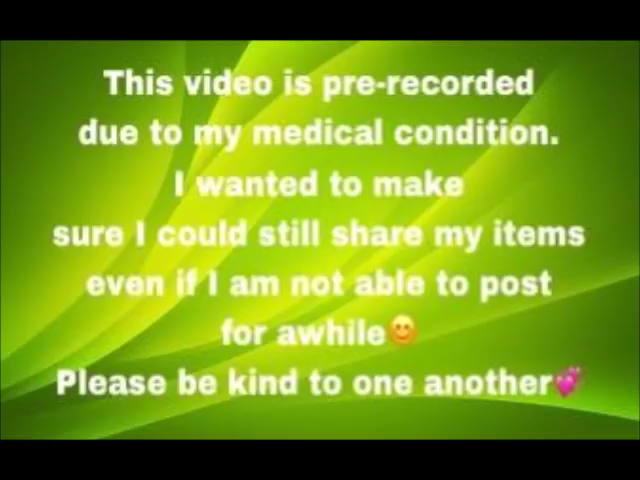 This video is pre-recorded
due to my medical condition.
I wanted to make
sure I could still share my items
even if I am not able to post
for awhile😊
Please be kind to one another💞